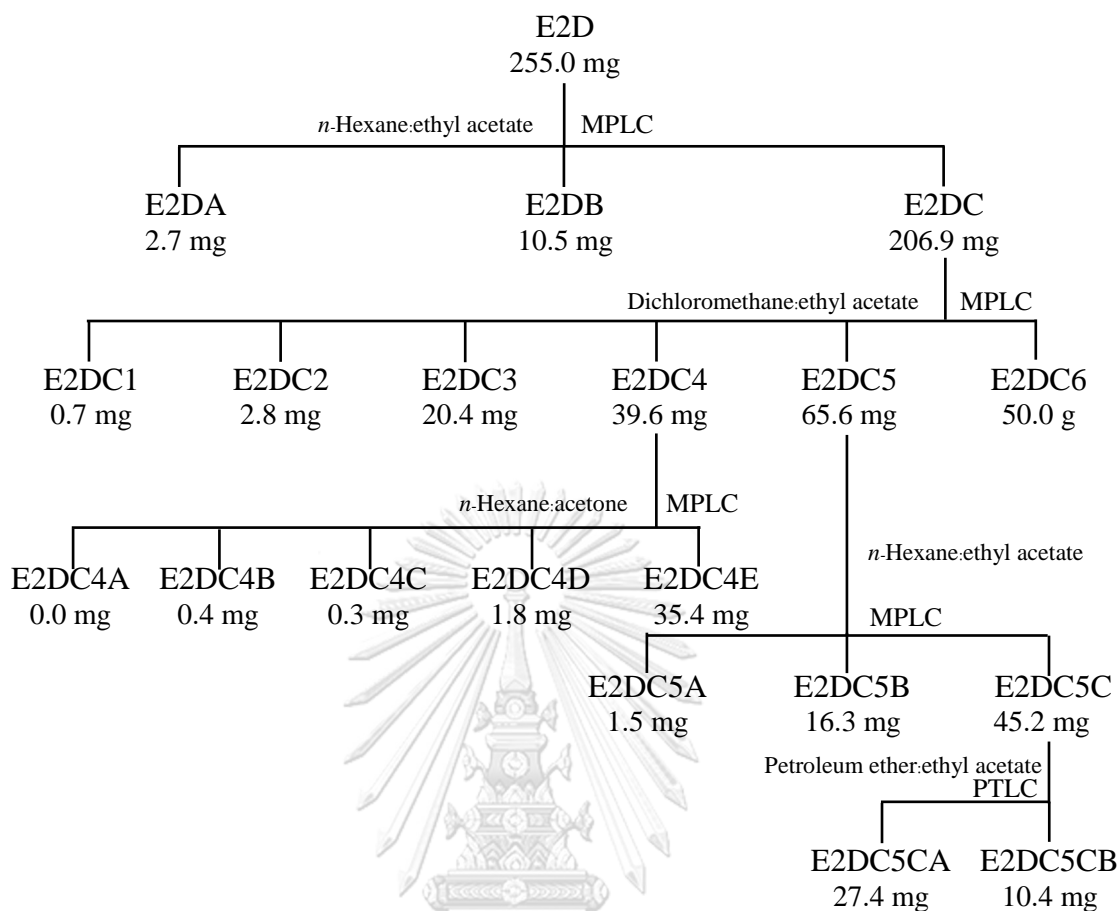 E2D
255.0 mg
n-Hexane:ethyl acetate MPLC
E2DA E2DB E2DC
2.7 mg 10.5 mg 206.9 mg
Dichloromethane:ethyl acetate MPLC
E2DC1 E2DC2 E2DC3 E2DC4 E2DC5 E2DC6
0.7 mg 2.8 mg 20.4 mg 39.6 mg 65.6 mg 50.0 g
n-Hexane:acetone MPLC
n-Hexane:ethyl acetate
E2DC4A E2DC4B E2DC4C E2DC4D E2DC4E
0.0 mg 0.4 mg 0.3 mg 1.8 mg 35.4 mg
MPLC
E2DC5A E2DC5B E2DC5C
1.5 mg 16.3 mg 45.2 mg
Petroleum ether:ethyl acetate
PTLC
E2DC5CA E2DC5CB
27.4 mg 10.4 mg